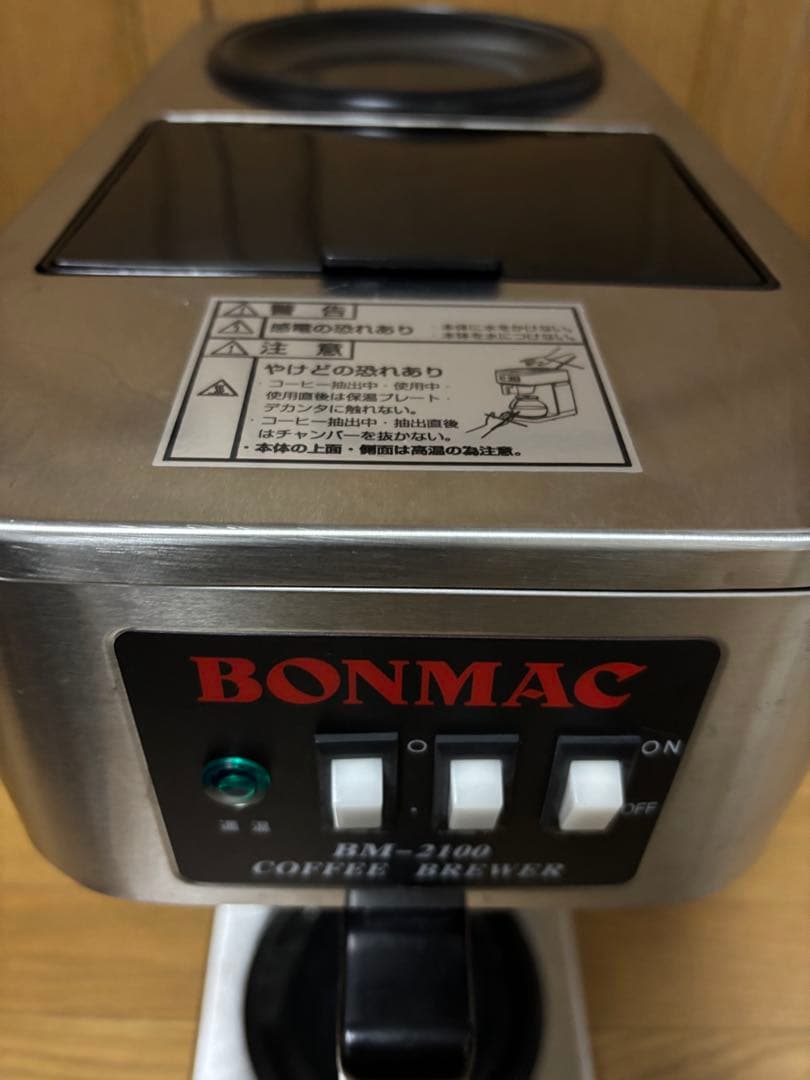 警告
感電の恐れあり
・本体に水をかけない。
・本体を水につけない。
注意
やけどの恐れあり
・コーヒー抽出中・使用中・
使用直後は保温プレート・
デカンタに触れない。
・コーヒー抽出中・抽出直後
はチャンバーを抜かない。
・本体の上面・側面は高温の為注意。
BONMAC
ON
OFF
BM-2100
COFFEE BREWER